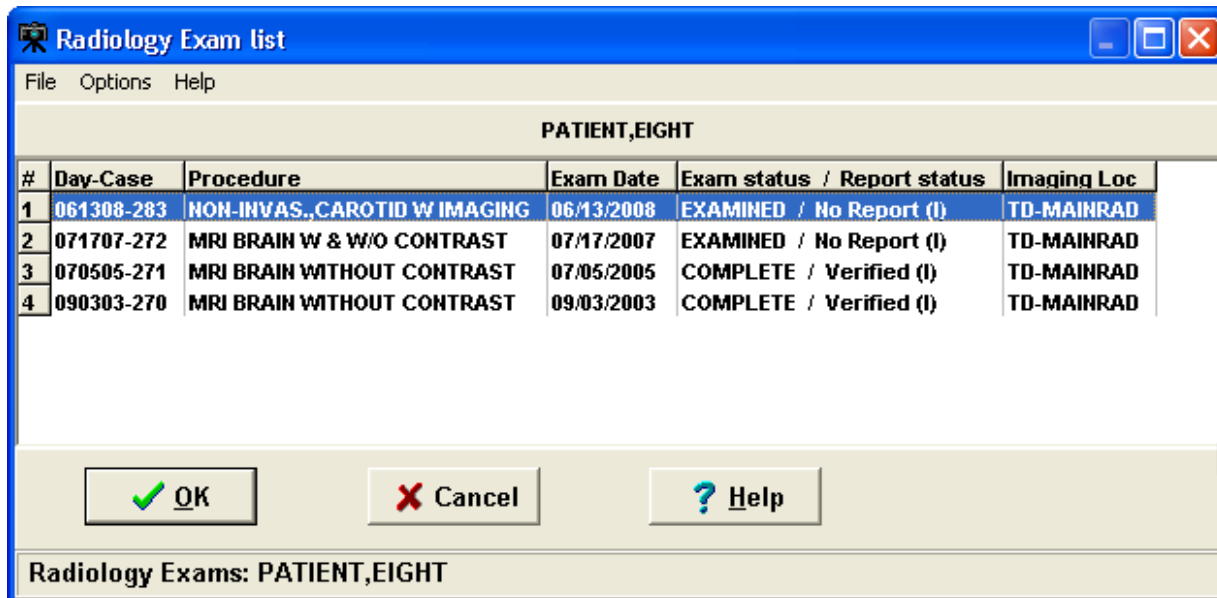 Radiology Exam list
File Options Help
PATIENT,EIGHT
# Day-Case Procedure Exam Date Exam status / Report status Imaging Loc
1 061308-283 NON-INVAS.,CAROTID W IMAGING 06/13/2008 EXAMINED / No Report (I) TD-MAINRAD
2 071707-272 MRI BRAIN W & W/O CONTRAST 07/17/2007 EXAMINED / No Report (I) TD-MAINRAD
3 070505-271 MRI BRAIN WITHOUT CONTRAST 07/05/2005 COMPLETE / Verified (I) TD-MAINRAD
4 090303-270 MRI BRAIN WITHOUT CONTRAST 09/03/2003 COMPLETE / Verified (I) TD-MAINRAD
OK Cancel ? Help
Radiology Exams: PATIENT,EIGHT